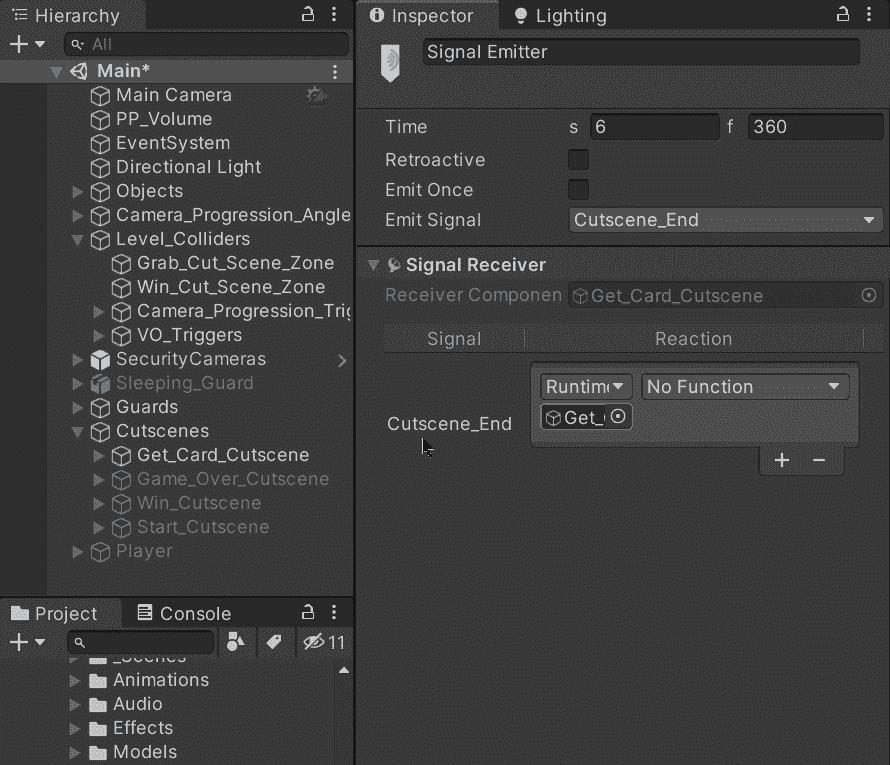 Hierarchy
All
Main*
Main Camera
PP_Volume
EventSystem
Directional Light
Objects
Camera_Progression_Angle
Level_Colliders
Grab_Cut_Scene_Zone
Win_Cut_Scene_Zone
Camera_Progression_Trig
VO_Triggers
SecurityCameras
Sleeping_Guard
Guards
Cutscenes
Get_Card_Cutscene
Game_Over_Cutscene
Win_Cutscene
Start_Cutscene
Player
Project Console
11
_Scenes
Animations
Audio
Effects
Models
Inspector Lighting
Signal Emitter
Time s 6 f 360
Retroactive
Emit Once
Emit Signal Cutscene_End
Signal Receiver
Receiver Componen Get_Card_Cutscene
Signal Reaction
Runtim No Function
Get_
Cutscene_End